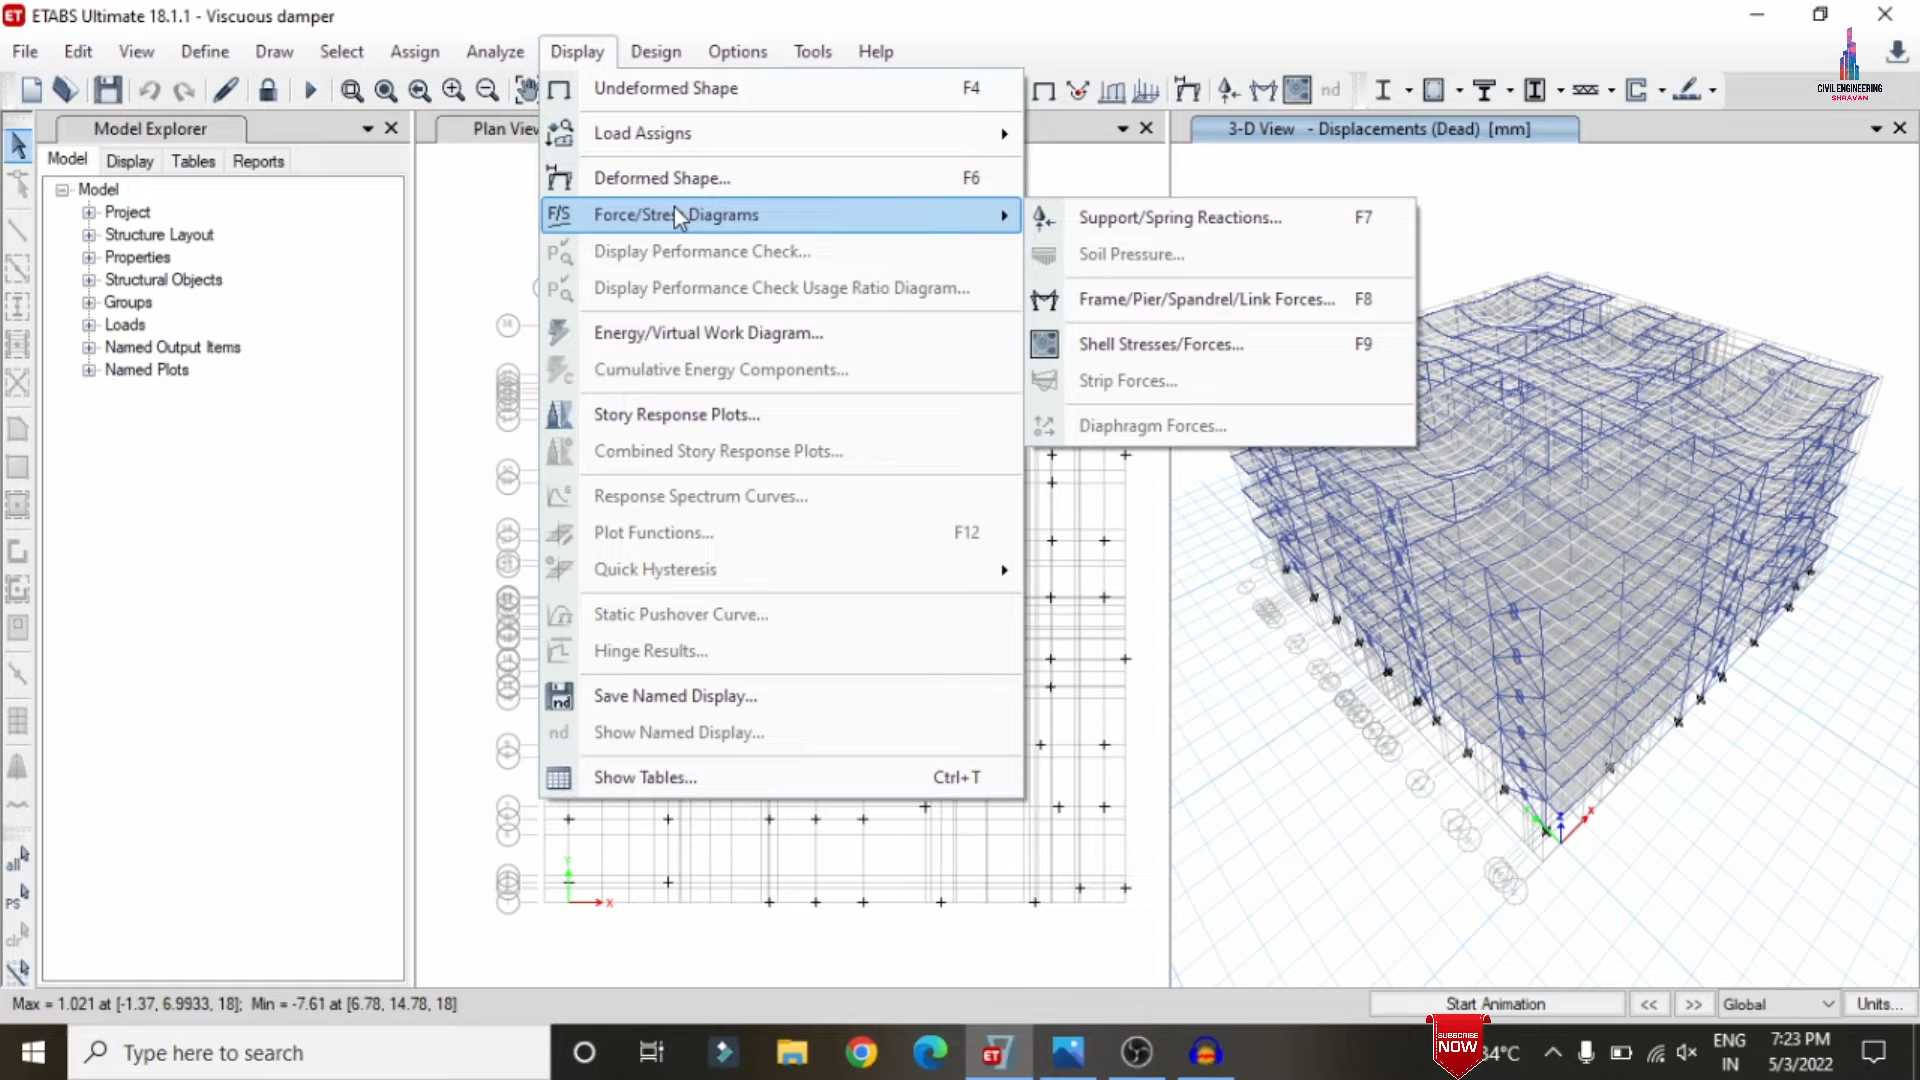 ETABS Ultimate 18.1.1 - Viscuous damper
File Edit View Define Draw Select Assign Analyze Display Design Options Tools Help
CIVILENGINEERING
SHRAVAN
nd
Model Explorer
Plan View
3-D View - Displacements (Dead) [mm]
Model Display Tables Reports
Model
Project
Structure Layout
Properties
Structural Objects
Groups
Loads
Named Output Items
Named Plots
Undeformed Shape F4
Load Assigns
Deformed Shape... F6
F/S Force/Stress Diagrams
Display Performance Check...
Display Performance Check Usage Ratio Diagram...
Energy/Virtual Work Diagram...
Cumulative Energy Components...
Story Response Plots...
Combined Story Response Plots...
Response Spectrum Curves...
Plot Functions... F12
Quick Hysteresis
Static Pushover Curve...
Hinge Results...
nd Save Named Display...
nd Show Named Display...
Show Tables... Ctrl+T
Support/Spring Reactions... F7
Soil Pressure...
Frame/Pier/Spandrel/Link Forces... F8
Shell Stresses/Forces... F9
Strip Forces...
Diaphragm Forces...
all
PS
clr
Y
X
Z
X
Max = 1.021 at [-1.37, 6.9933, 18]; Min = -7.61 at [6.78, 14.78, 18]
Start Animation << >> Global Units...
Type here to search
ET
SUBSCRIBE
NOW
34°C
ENG
IN
7:23 PM
5/3/2022